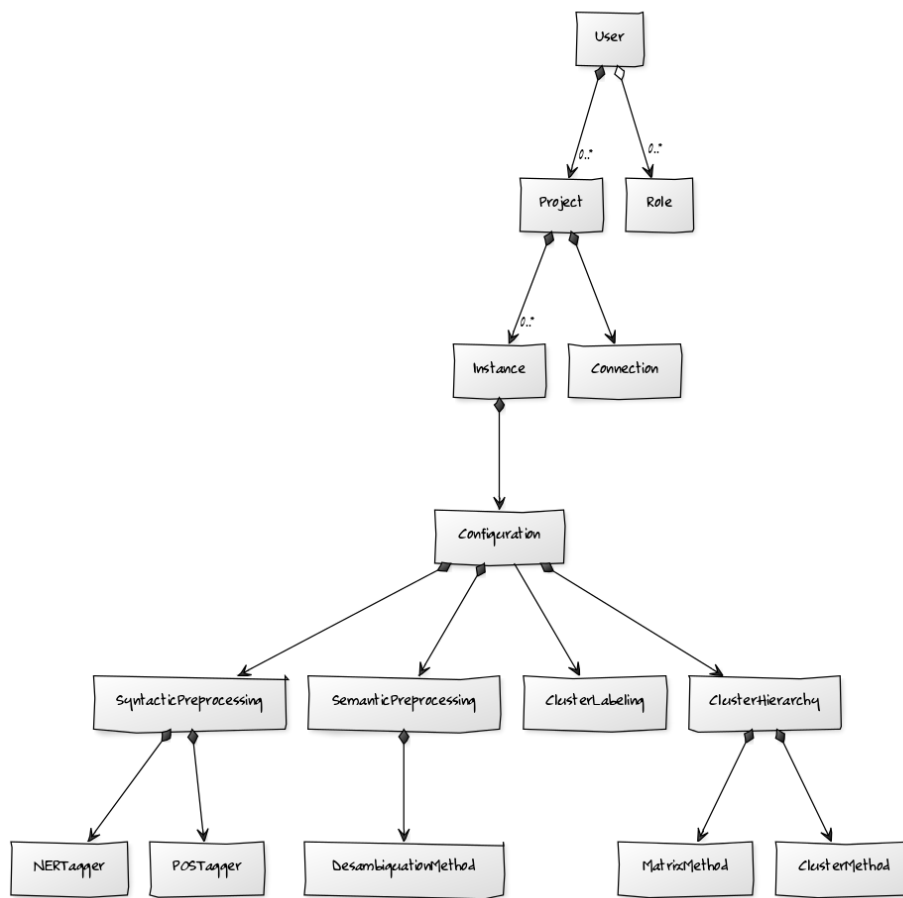 User
0..*
0..*
Project
Role
0..*
Instance
Connection
Configuration
SyntacticPreprocessing
SemanticPreprocessing
ClusterLabeling
ClusterHierarchy
NERTagger
POSTagger
DesambiguationMethod
MatrixMethod
ClusterMethod